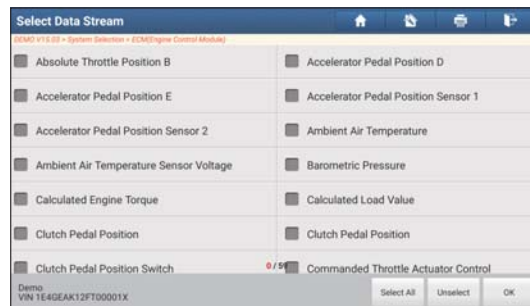 Select Data Stream
DEMO V15.03 > System Selection > ECM(Engine Control Module)
Absolute Throttle Position B
Accelerator Pedal Position D
Accelerator Pedal Position E
Accelerator Pedal Position Sensor 1
Accelerator Pedal Position Sensor 2
Ambient Air Temperature
Ambient Air Temperature Sensor Voltage
Barometric Pressure
Calculated Engine Torque
Calculated Load Value
Clutch Pedal Position
Clutch Pedal Position
Clutch Pedal Position Switch
0 / 59
Commanded Throttle Actuator Control
Demo
VIN 1E4GEAK12FT00001X
Select All
Unselect
OK